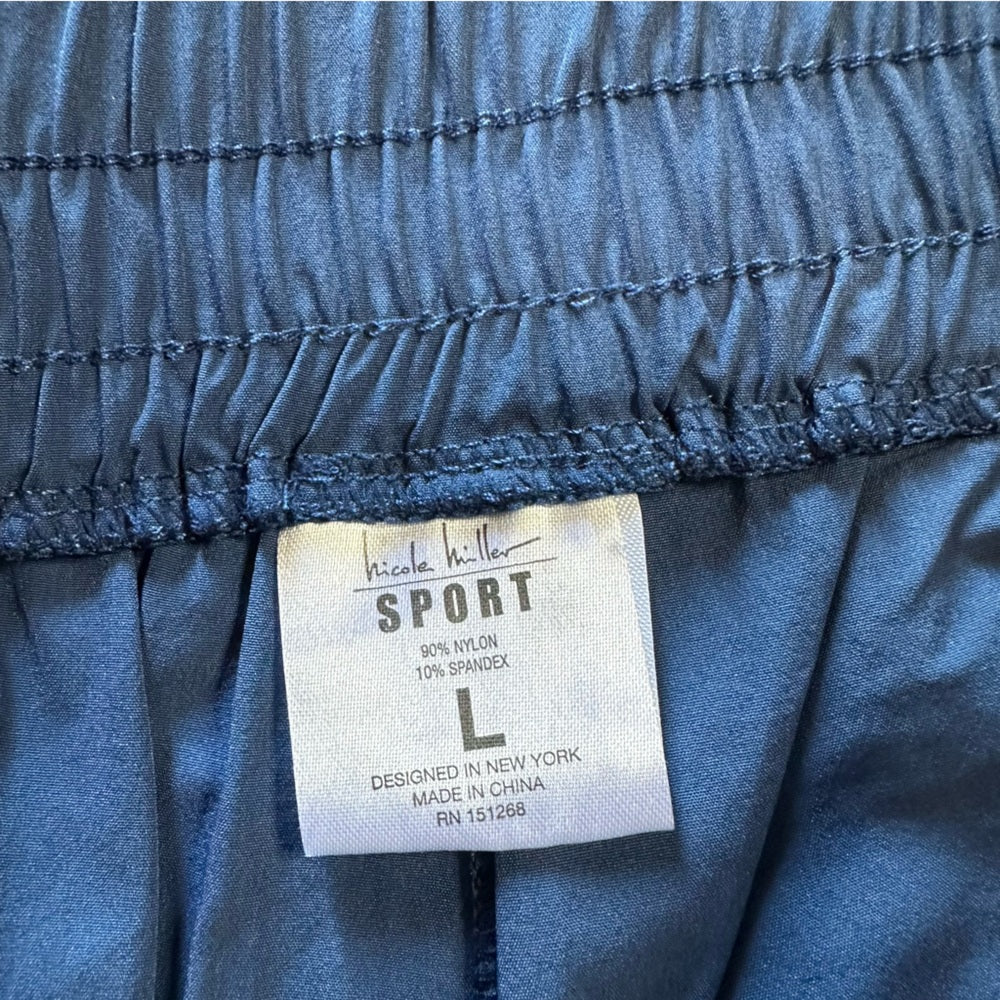 nicole miller
SPORT
90% NYLON
10% SPANDEX
L
DESIGNED IN NEW YORK
MADE IN CHINA
RN 151268